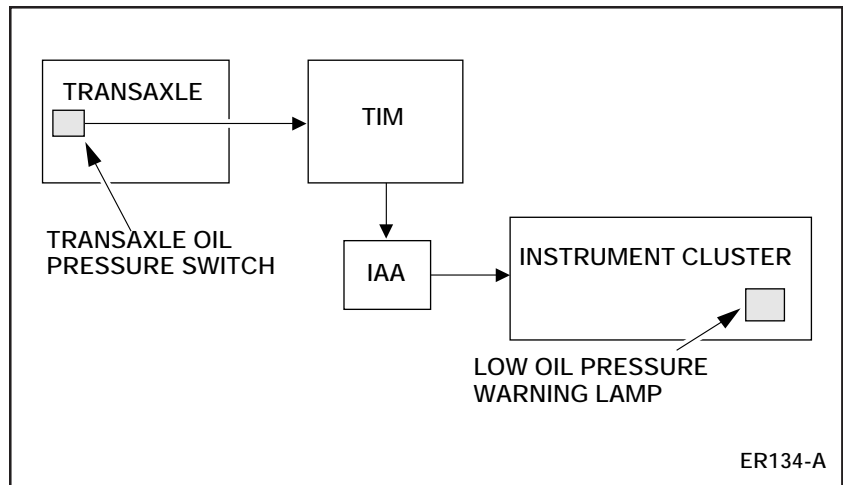 TRANSAXLE
TIM
TRANSAXLE OIL
PRESSURE SWITCH
IAA
INSTRUMENT CLUSTER
LOW OIL PRESSURE
WARNING LAMP
ER134-A